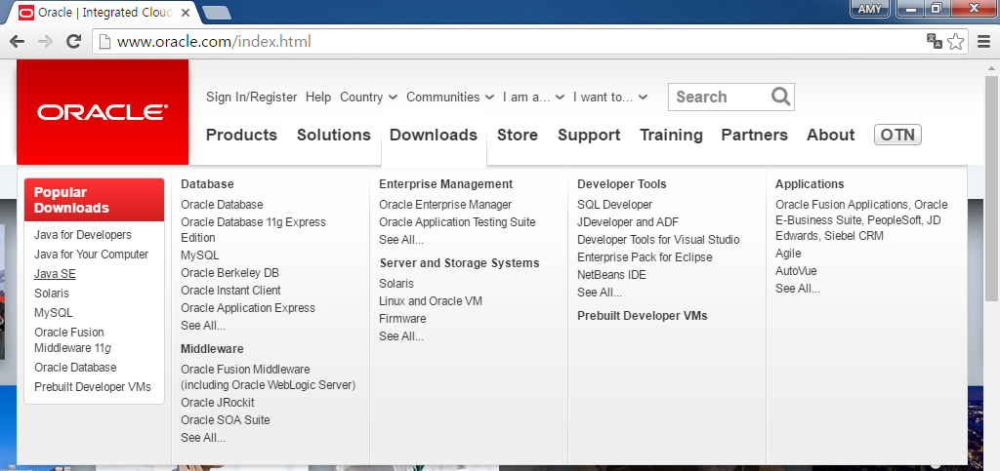 Oracle | Integrated Cloud
AMY
www.oracle.com/index.html
ORACLE
Sign In/Register Help Country Communities I am a... I want to... Search
Products Solutions Downloads Store Support Training Partners About OTN
Popular
Downloads
Java for Developers
Java for Your Computer
Java SE
Solaris
MySQL
Oracle Fusion
Middleware 11g
Oracle Database
Prebuilt Developer VMs
Database
Oracle Database
Oracle Database 11g Express
Edition
MySQL
Oracle Berkeley DB
Oracle Instant Client
Oracle Application Express
See All...
Middleware
Oracle Fusion Middleware
(including Oracle WebLogic Server)
Oracle JRockit
Oracle SOA Suite
See All...
Enterprise Management
Oracle Enterprise Manager
Oracle Application Testing Suite
See All...
Server and Storage Systems
Solaris
Linux and Oracle VM
Firmware
See All...
Developer Tools
SQL Developer
JDeveloper and ADF
Developer Tools for Visual Studio
Enterprise Pack for Eclipse
NetBeans IDE
See All...
Prebuilt Developer VMs
Applications
Oracle Fusion Applications, Oracle
E-Business Suite, PeopleSoft, JD
Edwards, Siebel CRM
Agile
AutoVue
See All...